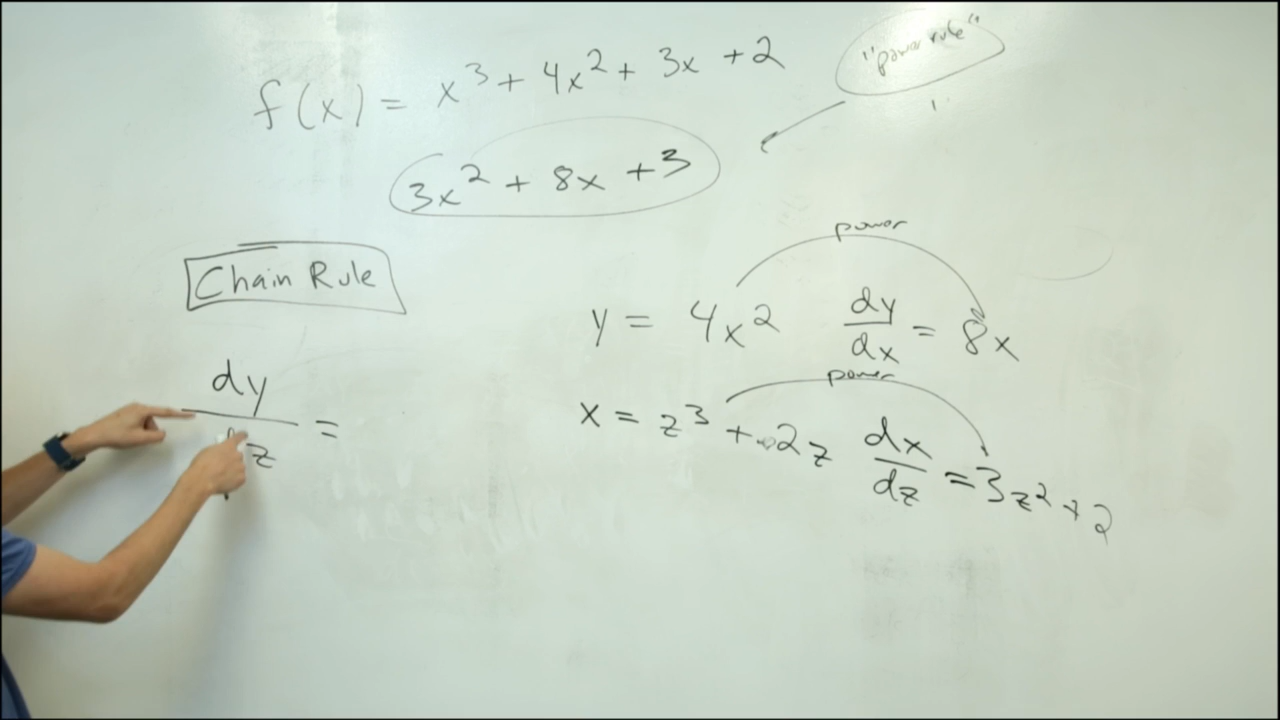 f(x) = x³ + 4x² + 3x + 2
"power rule"
3x² + 8x + 3
Chain Rule
power
y = 4x² dy/dx = 8x
power
x = z³ + 2z dx/dz = 3z² + 2
dy/dz =